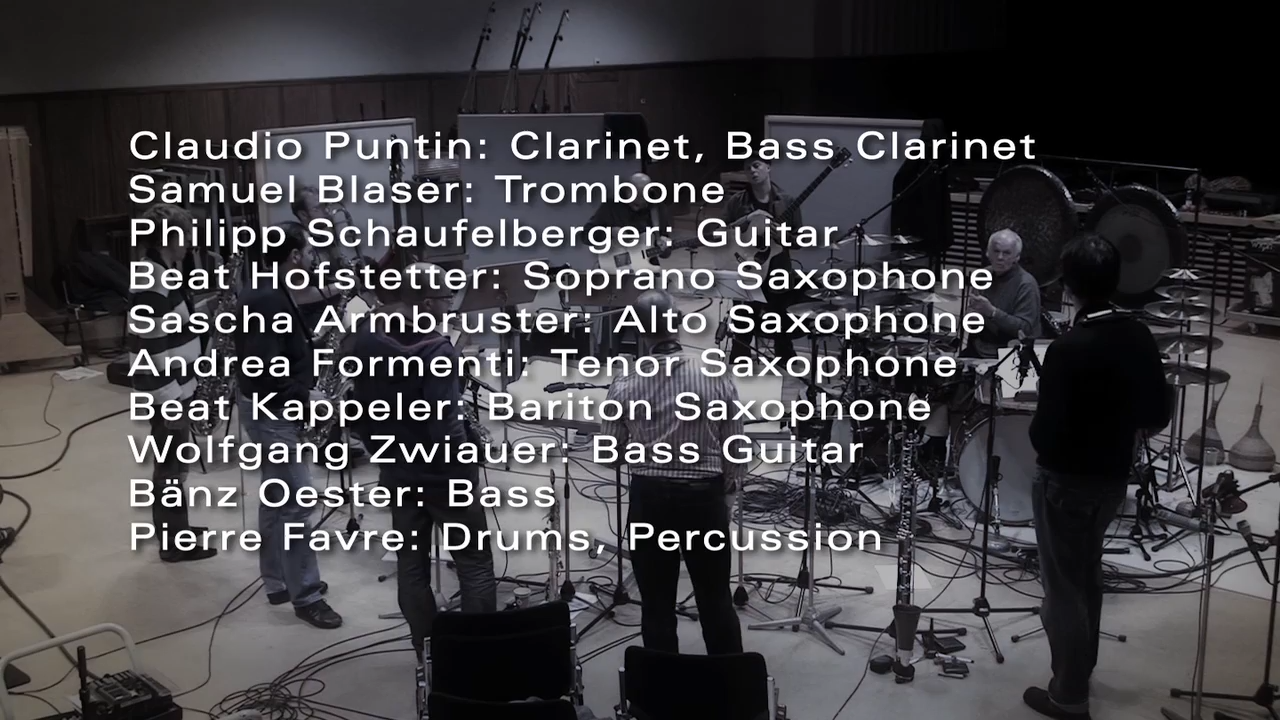 Claudio Puntin: Clarinet, Bass Clarinet
Samuel Blaser: Trombone
Philipp Schaufelberger: Guitar
Beat Hofstetter: Soprano Saxophone
Sascha Armbruster: Alto Saxophone
Andrea Formenti: Tenor Saxophone
Beat Kappeler: Bariton Saxophone
Wolfgang Zwiauer: Bass Guitar
Bänz Oester: Bass
Pierre Favre: Drums, Percussion